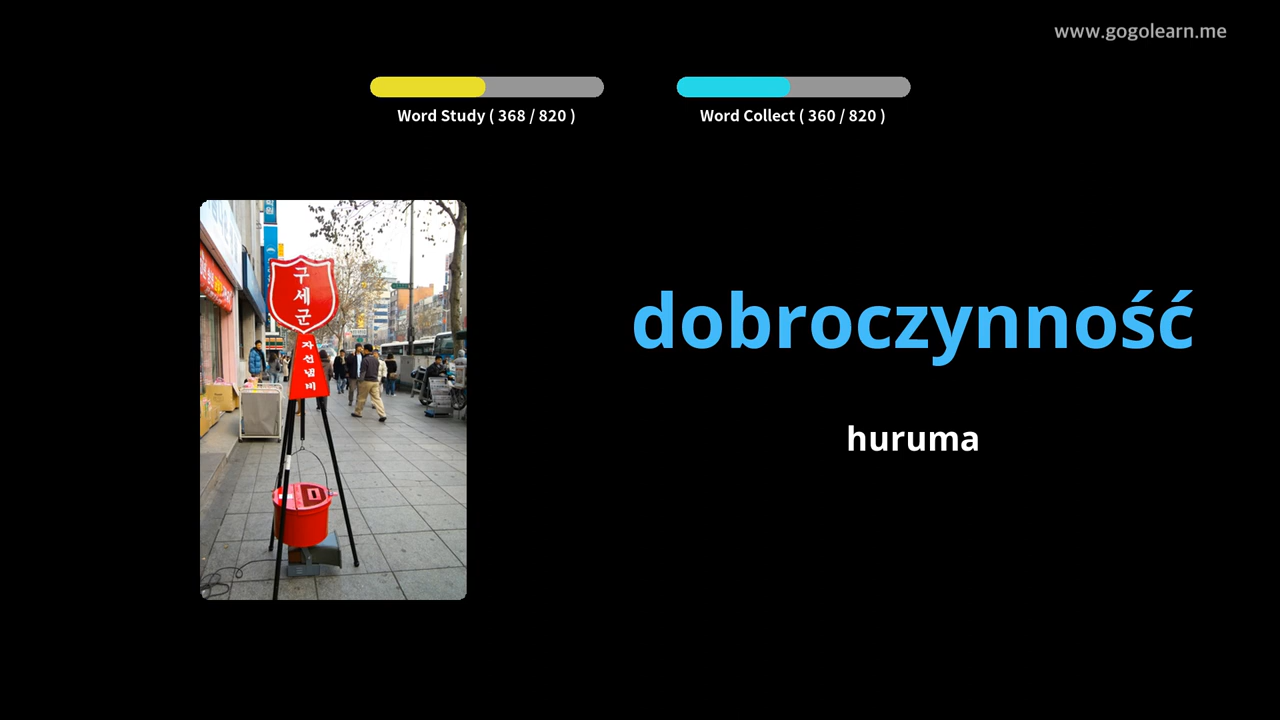 www.gogolearn.me
Word Study ( 368 / 820 )
Word Collect ( 360 / 820 )
구세군
자선냄비
dobroczynność
huruma